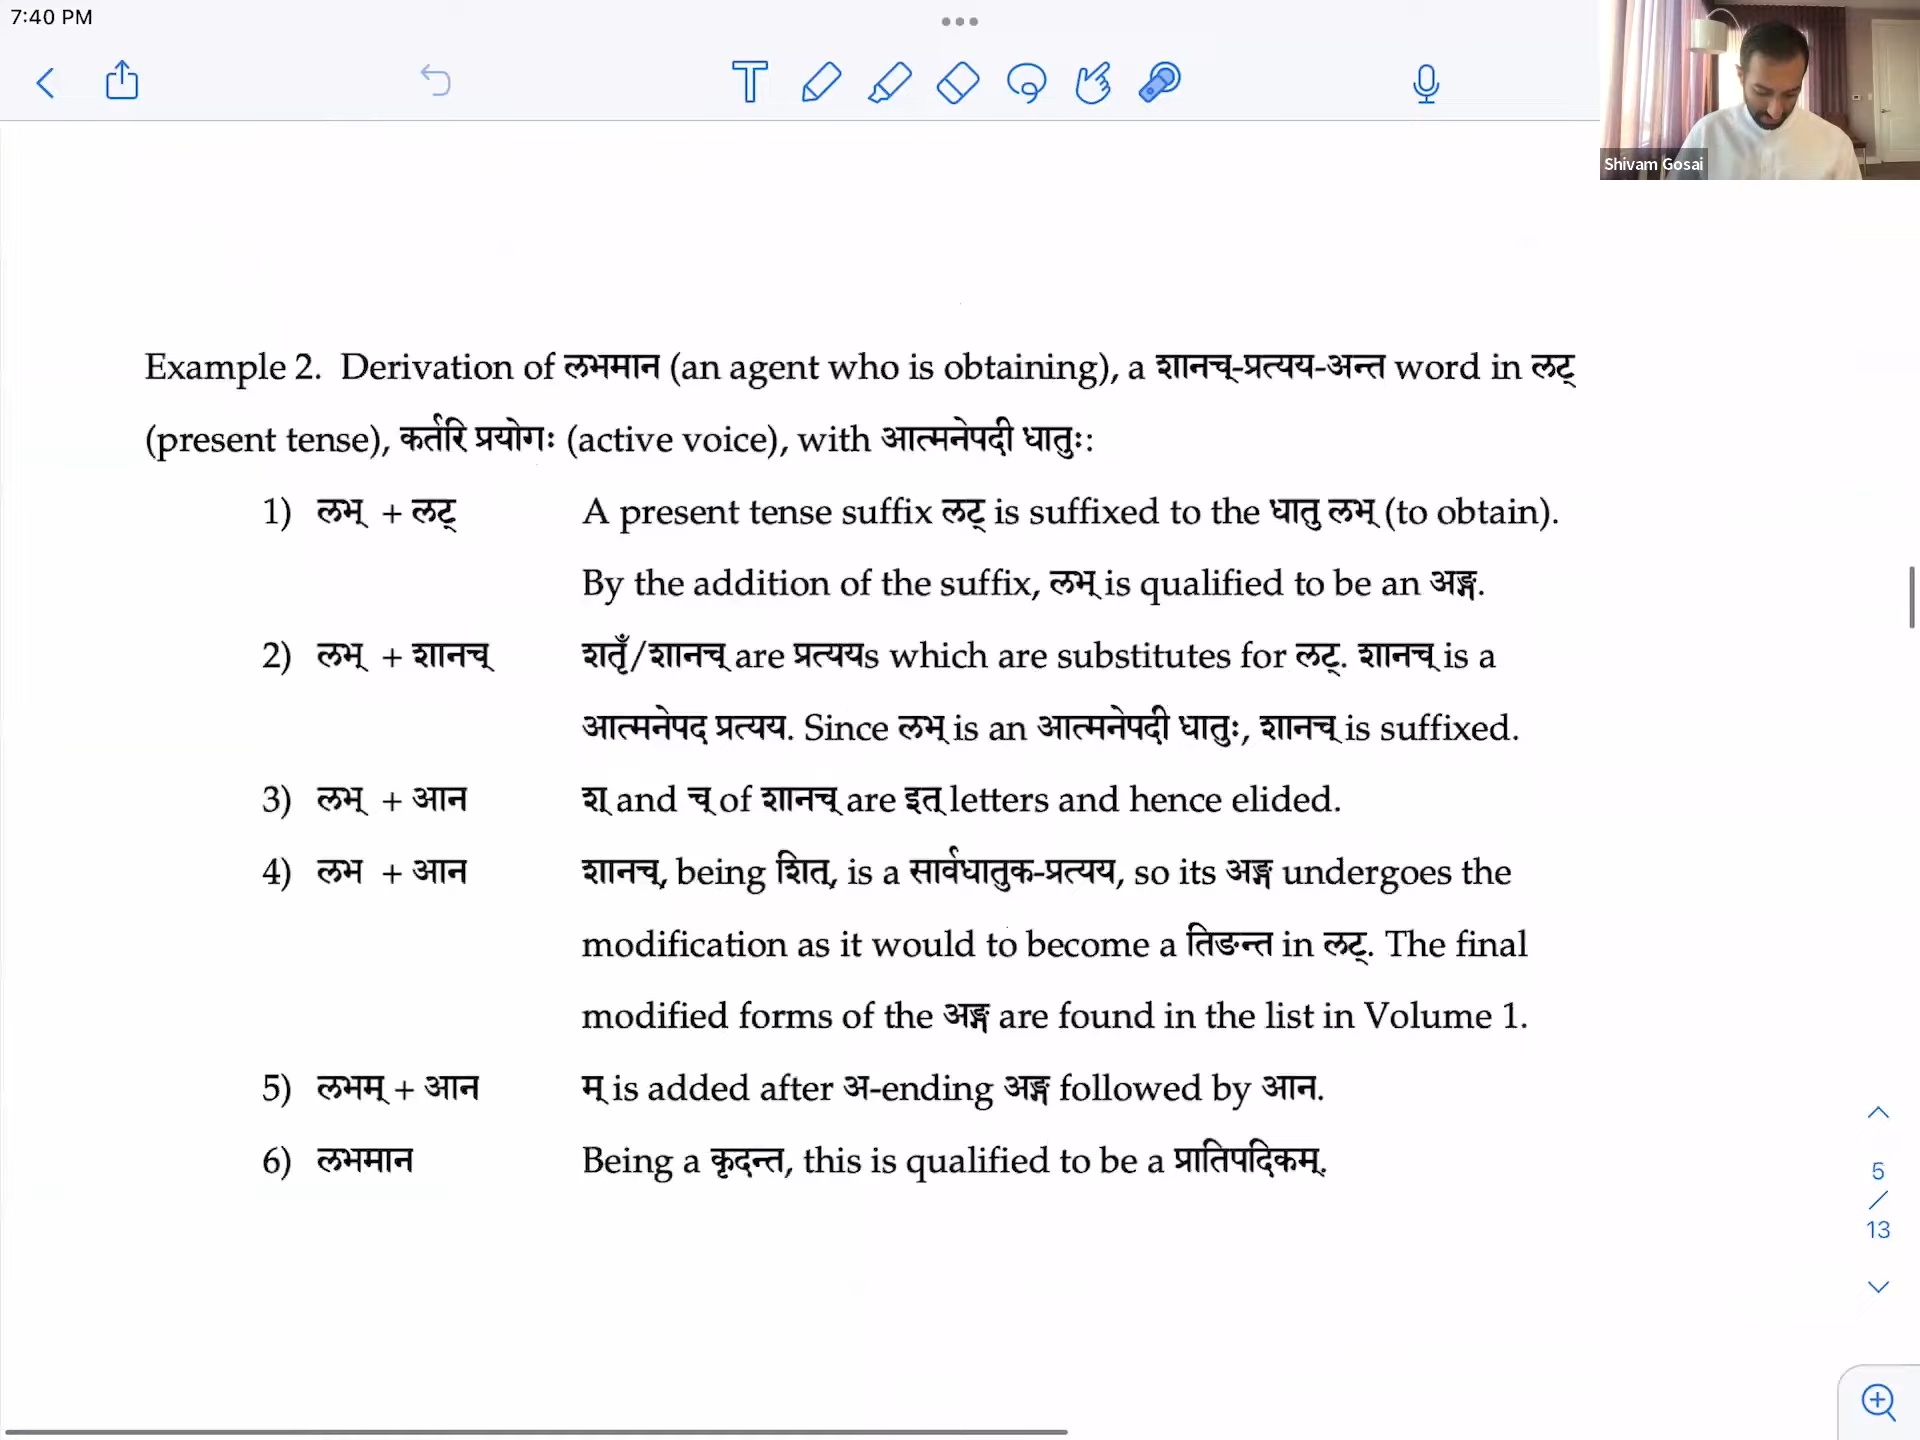 7:40 PM
Shivam Gosai
Example 2. Derivation of लभमान (an agent who is obtaining), a शानच्-प्रत्यय-अन्त word in लट्
(present tense), कर्तरि प्रयोगः (active voice), with आत्मनेपदी धातुः:
1) लभ् + लट् A present tense suffix लट् is suffixed to the धातु लभ् (to obtain).
By the addition of the suffix, लभ् is qualified to be an अङ्ग.
2) लभ् + शानच् शतृँ/शानच् are प्रत्ययs which are substitutes for लट्. शानच् is a
आत्मनेपद प्रत्यय. Since लभ् is an आत्मनेपदी धातुः, शानच् is suffixed.
3) लभ् + आन श् and च् of शानच् are इत् letters and hence elided.
4) लभ + आन शानच्, being शित्, is a सार्वधातुक-प्रत्यय, so its अङ्ग undergoes the
modification as it would to become a तिङन्त in लट्. The final
modified forms of the अङ्ग are found in the list in Volume 1.
5) लभम् + आन म् is added after अ-ending अङ्ग followed by आन.
6) लभमान Being a कृदन्त, this is qualified to be a प्रातिपदिकम्.
5
/
13